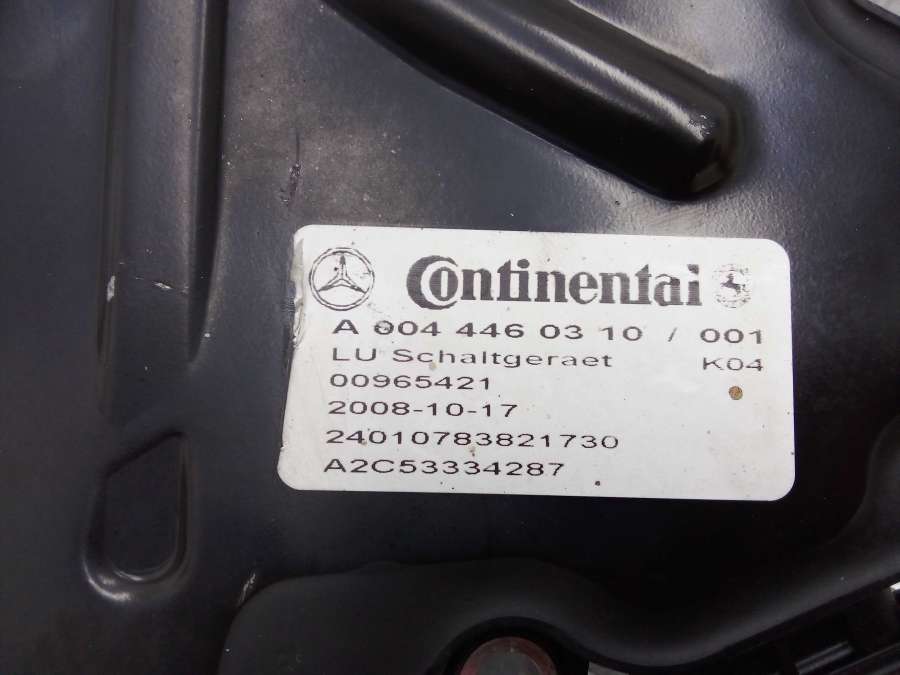 Continental
A 004 446 03 10 / 001
LU Schaltgeraet K04
00965421
2008-10-17
24010783821730
A2C53334287